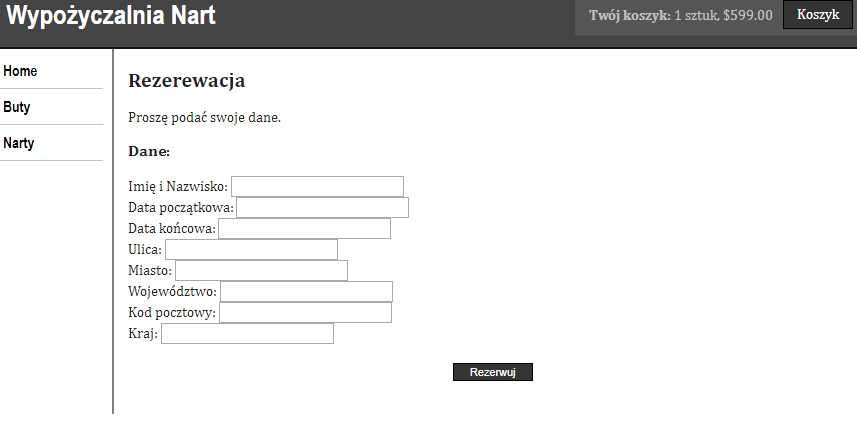 Wypożyczalnia Nart
Twój koszyk: 1 sztuk, $599.00 Koszyk
Home
Buty
Narty
Rezerewacja
Proszę podać swoje dane.
Dane:
Imię i Nazwisko:
Data początkowa:
Data końcowa:
Ulica:
Miasto:
Województwo:
Kod pocztowy:
Kraj:
Rezerwuj